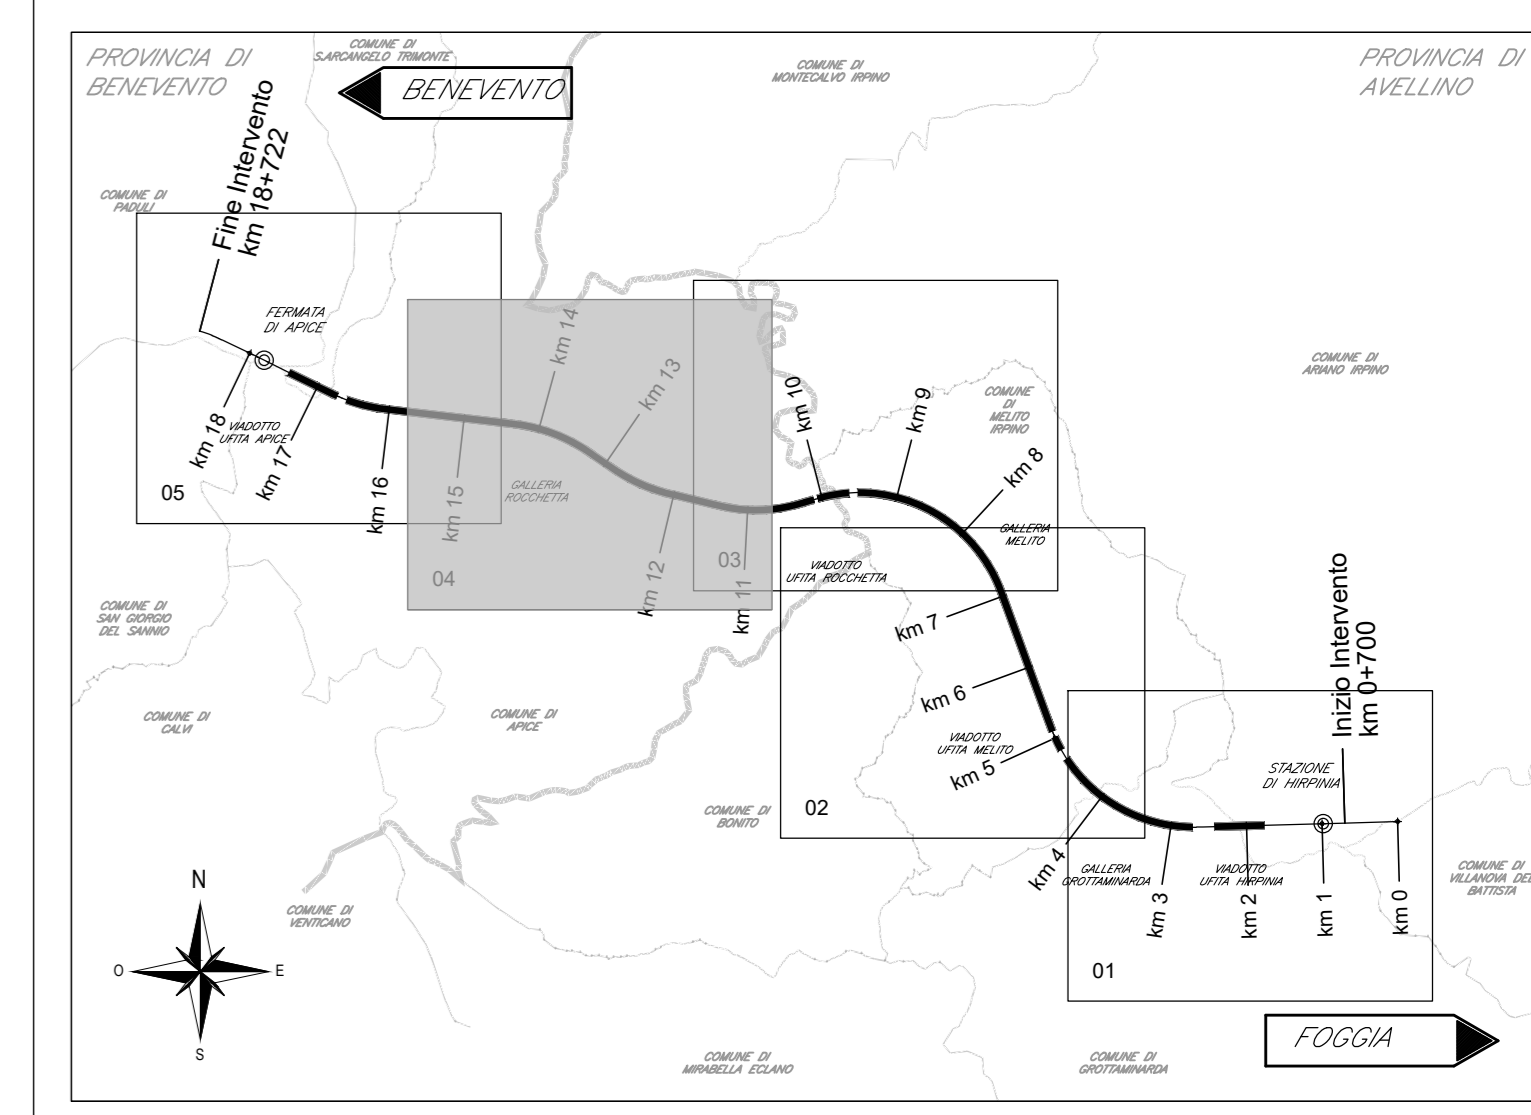 PROVINCIA DI
BENEVENTO
COMUNE DI
S.ARCANGELO TRIMONTE
BENEVENTO
COMUNE DI
MONTECALVO IRPINO
PROVINCIA DI
AVELLINO
Fine Intervento
km 18+722
COMUNE DI
PADULI
FERMATA
DI APICE
km 14
km 13
COMUNE DI
ARIANO IRPINO
km 10
km 9
COMUNE
DI
MELITO
IRPINO
km 18
VIADOTTO
UFITA APICE
km 17
km 16
km 15
GALLERIA
ROCCHETTA
km 8
05
GALLERIA
MELITO
04
03
km 12
km 11
VIADOTTO
UFITA ROCCHETTA
COMUNE DI
SAN GIORGIO
DEL SANNIO
km 7
Inizio Intervento
km 0+700
km 6
COMUNE DI
CALVI
COMUNE DI
APICE
VIADOTTO
UFITA MELITO
km 5
STAZIONE
DI HIRPINIA
COMUNE DI
BONITO
02
km 4
GALLERIA
GROTTAMINARDA
VIADOTTO
UFITA HIRPINIA
COMUNE DI
VILLANOVA DEL
BATTISTA
km 3
km 2
km 1
km 0
N
COMUNE DI
VENTICANO
O
E
S
01
FOGGIA
COMUNE DI
MIRABELLA ECLANO
COMUNE DI
GROTTAMINARDA